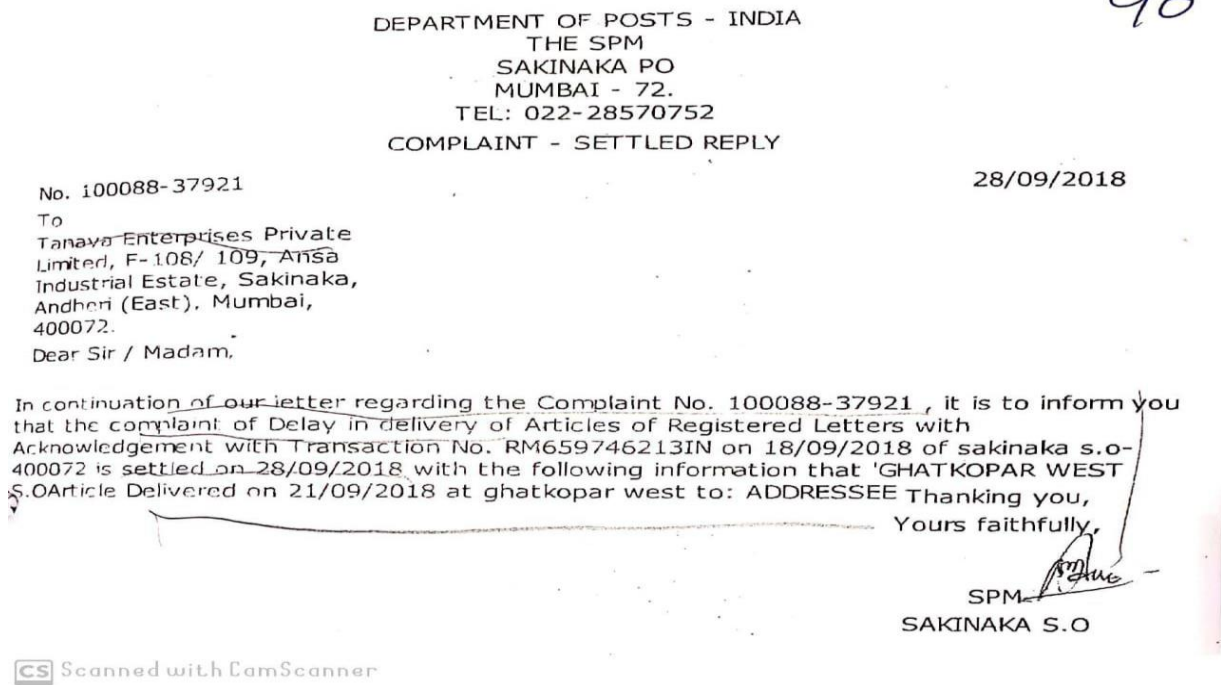 90
DEPARTMENT OF POSTS - INDIA
THE SPM
SAKINAKA PO
MUMBAI - 72.
TEL: 022-28570752
COMPLAINT - SETTLED REPLY
No. 100088-37921
28/09/2018
To
Tanaya Enterprises Private
Limited, F-108/ 109, Ansa
Industrial Estate, Sakinaka,
Andheri (East), Mumbai,
400072.
Dear Sir / Madam,
In continuation of our letter regarding the Complaint No. 100088-37921 , it is to inform you
that the complaint of Delay in delivery of Articles of Registered Letters with
Acknowledgement with Transaction No. RM659746213IN on 18/09/2018 of sakinaka s.o-
400072 is settled on 28/09/2018 with the following information that 'GHATKOPAR WEST
S.OArticle Delivered on 21/09/2018 at ghatkopar west to: ADDRESSEE Thanking you,
Yours faithfully,
SPM
SAKINAKA S.O
CS Scanned with CamScanner